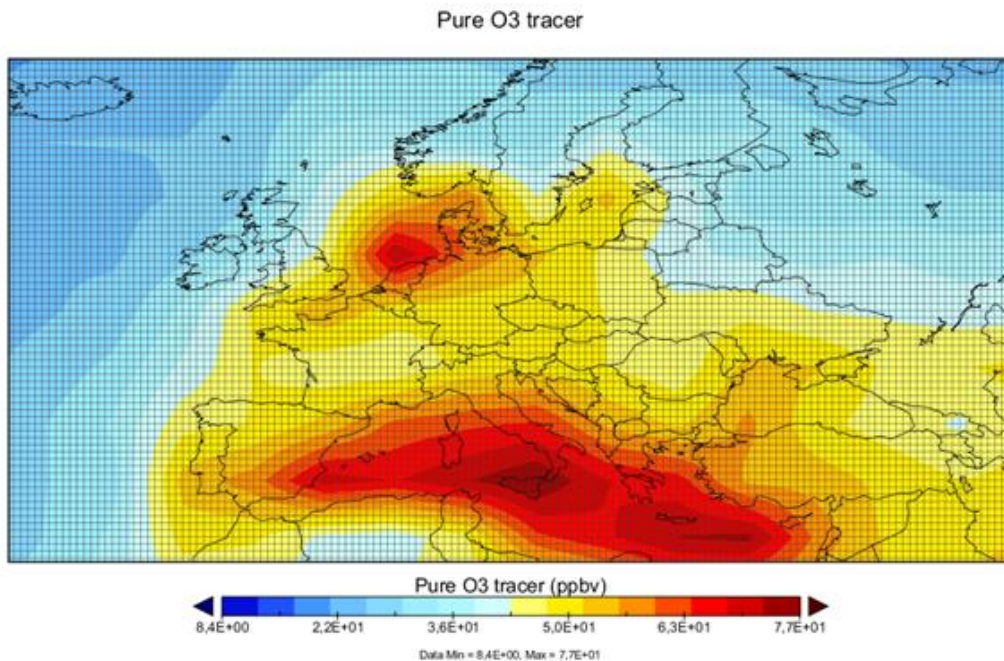 Pure O3 tracer
Pure O3 tracer (ppbv)
8,4E+00 2,2E+01 3,6E+01 5,0E+01 6,3E+01 7,7E+01
Data Min = 8,4E+00, Max = 7,7E+01